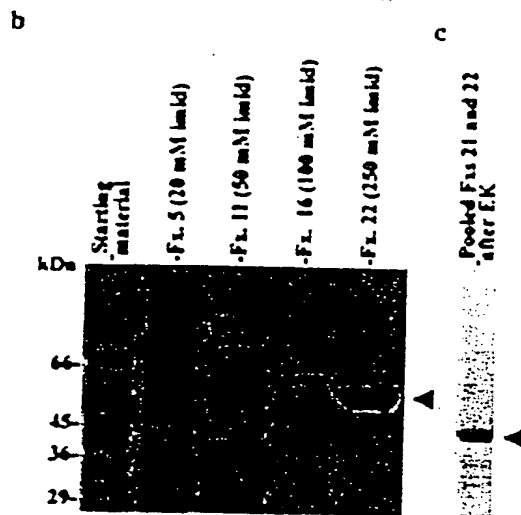 b
c
Starting
-material
-Fx. 5 (20 mM imid)
-Fx. 11 (50 mM imid)
-Fx. 16 (100 mM imid)
-Fx. 22 (250 mM imid)
Pooled Fxs 21 and 22
-after EK
kDa
66-
45-
36-
29-